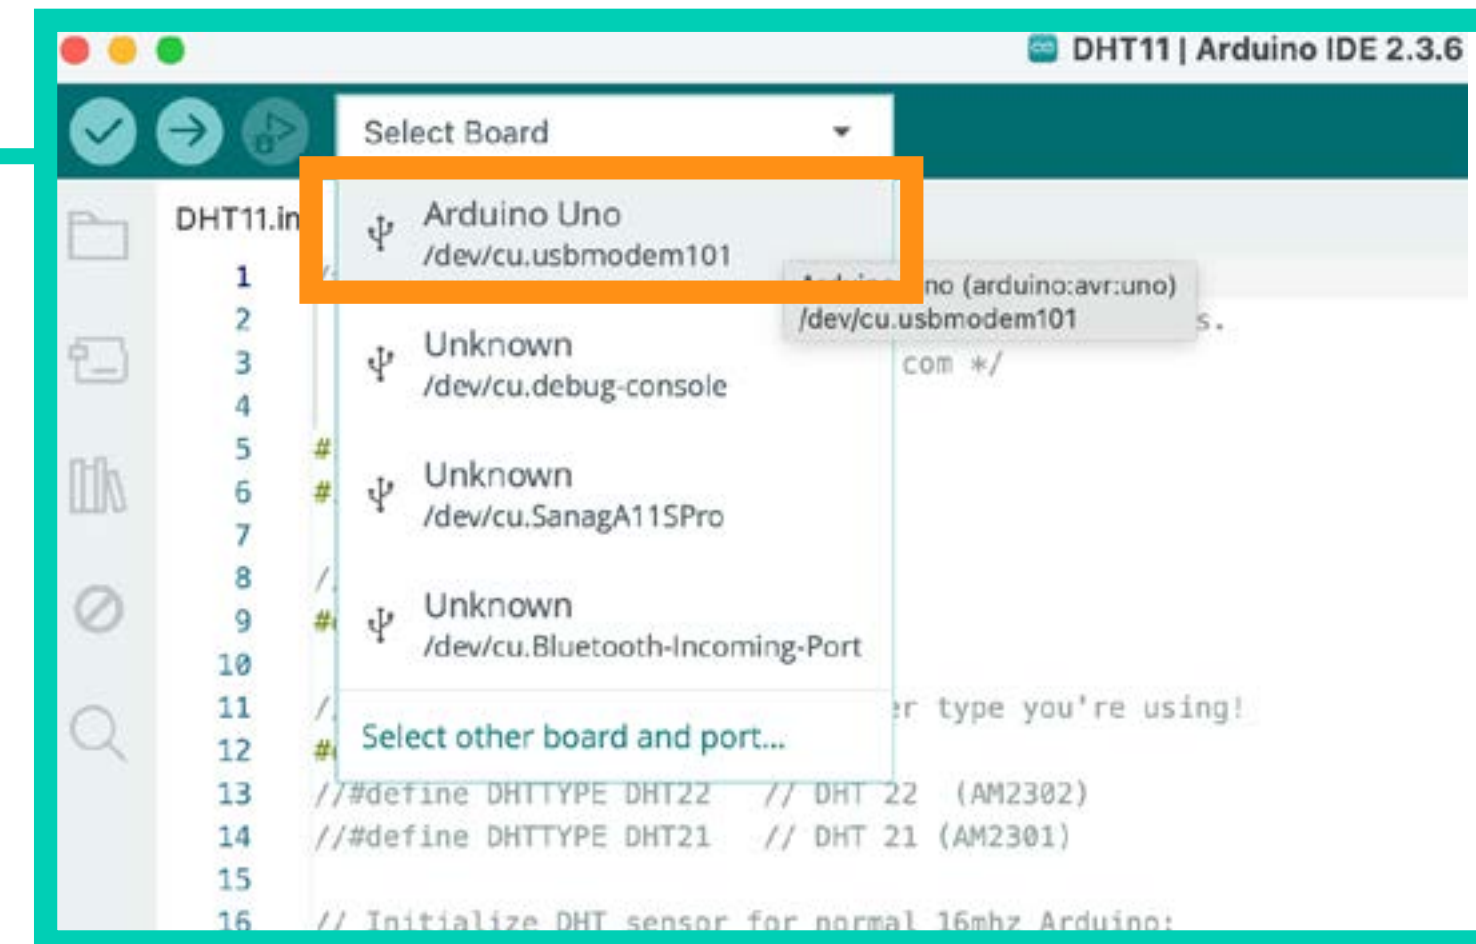 DHT11 | Arduino IDE 2.3.6
Select Board
DHT11.in
Arduino Uno
/dev/cu.usbmodem101
no (arduino:avr:uno)
/dev/cu.usbmodem101
Unknown
/dev/cu.debug-console
Unknown
/dev/cu.SanagA11SPro
Unknown
/dev/cu.Bluetooth-Incoming-Port
Select other board and port...
1 /
2 s.
3 com */
4
5 #
6 #
7
8 /
9 #
10
11 / r type you're using!
12 #
13 //#define DHTTYPE DHT22 // DHT 22 (AM2302)
14 //#define DHTTYPE DHT21 // DHT 21 (AM2301)
15
16 // Initialize DHT sensor for normal 16mhz Arduino: